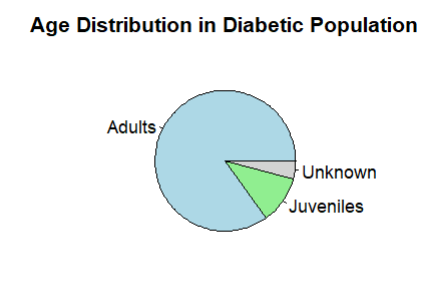 Age Distribution in Diabetic Population
Adults
Unknown
Juveniles